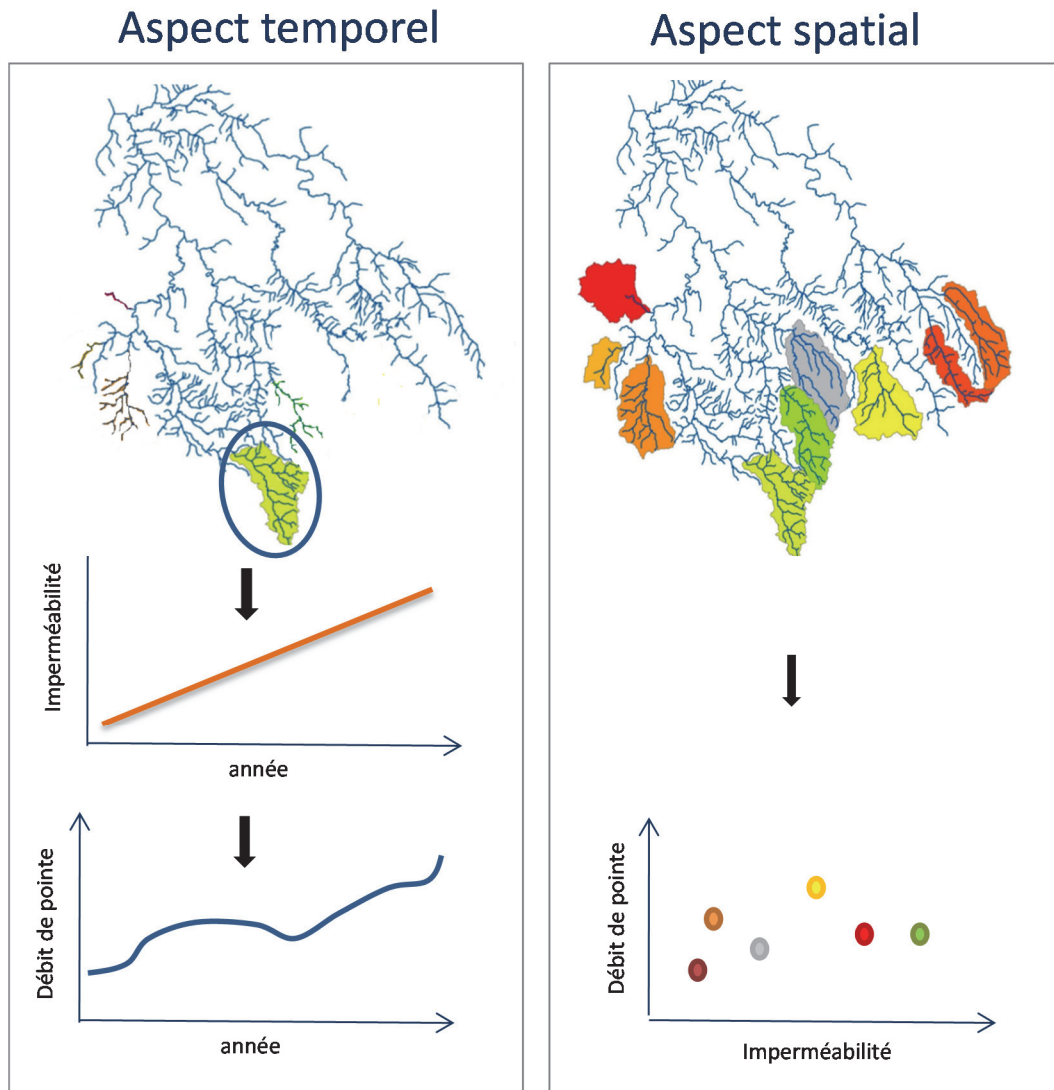 Aspect temporel
Imperméabilité
année
Débit de pointe
année
Aspect spatial
Débit de pointe
Imperméabilité